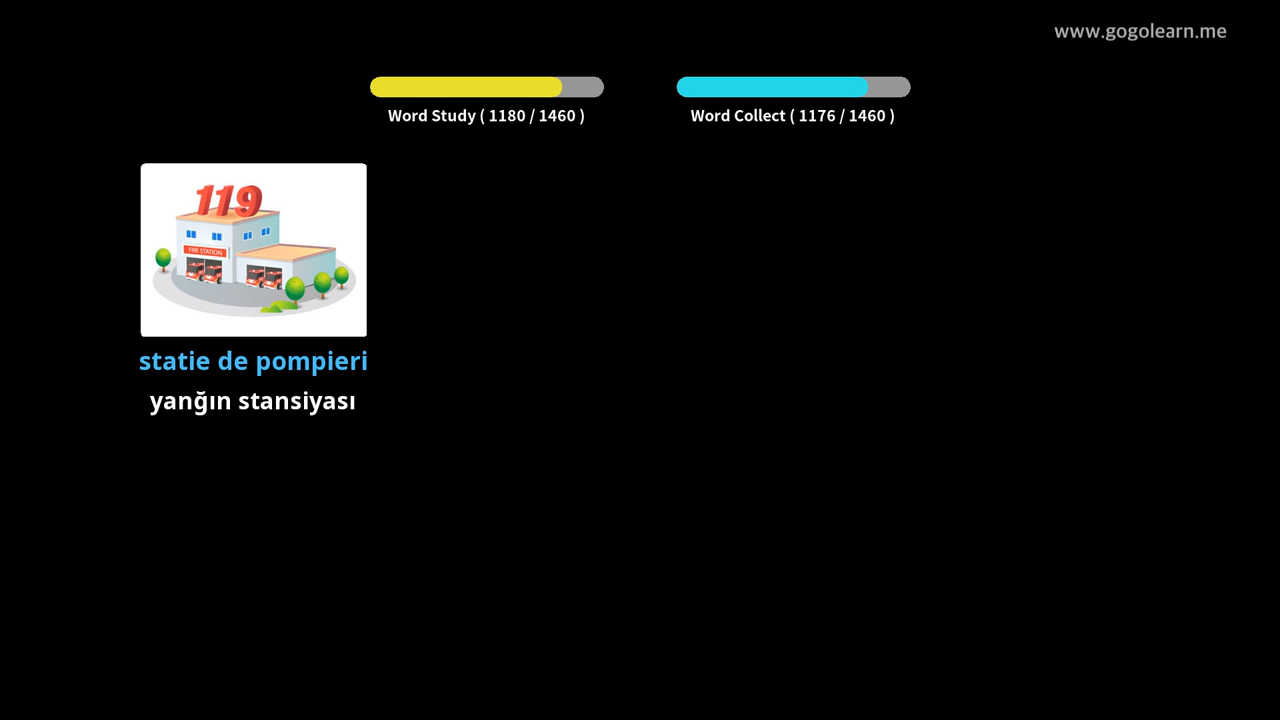 www.gogolearn.me
Word Study ( 1180 / 1460 )
Word Collect ( 1176 / 1460 )
119
FIRE STATION
statie de pompieri
yanğın stansiyası